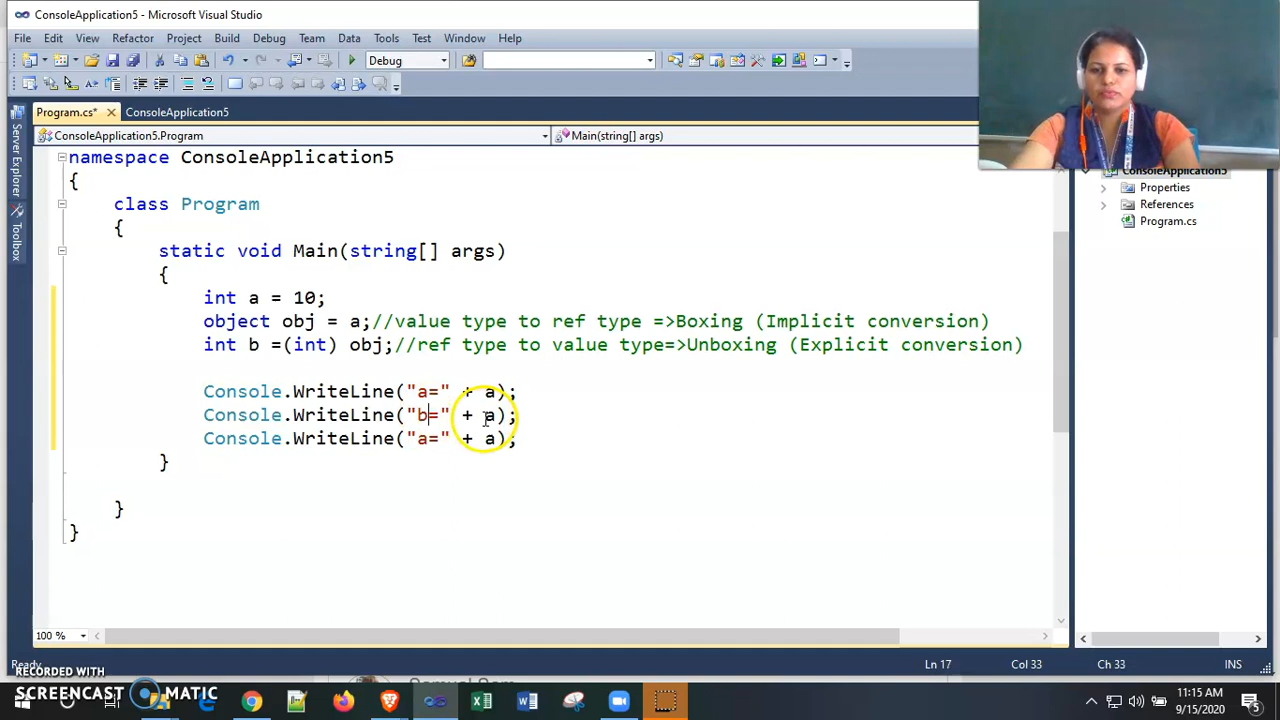 ConsoleApplication5 - Microsoft Visual Studio
File Edit View Refactor Project Build Debug Team Data Tools Test Window Help
Debug
Program.cs* ConsoleApplication5
ConsoleApplication5.Program Main(string[] args)
Server Explorer
Toolbox
namespace ConsoleApplication5
{
class Program
{
static void Main(string[] args)
{
int a = 10;
object obj = a;//value type to ref type =>Boxing (Implicit conversion)
int b =(int) obj;//ref type to value type=>Unboxing (Explicit conversion)
Console.WriteLine("a=" + a);
Console.WriteLine("b=" + a);
Console.WriteLine("a=" + a);
}
}
}
ConsoleApplication5
Properties
References
Program.cs
100 %
Ready
Ln 17 Col 33 Ch 33 INS
RECORDED WITH
SCREENCAST MATIC
11:15 AM
9/15/2020
5